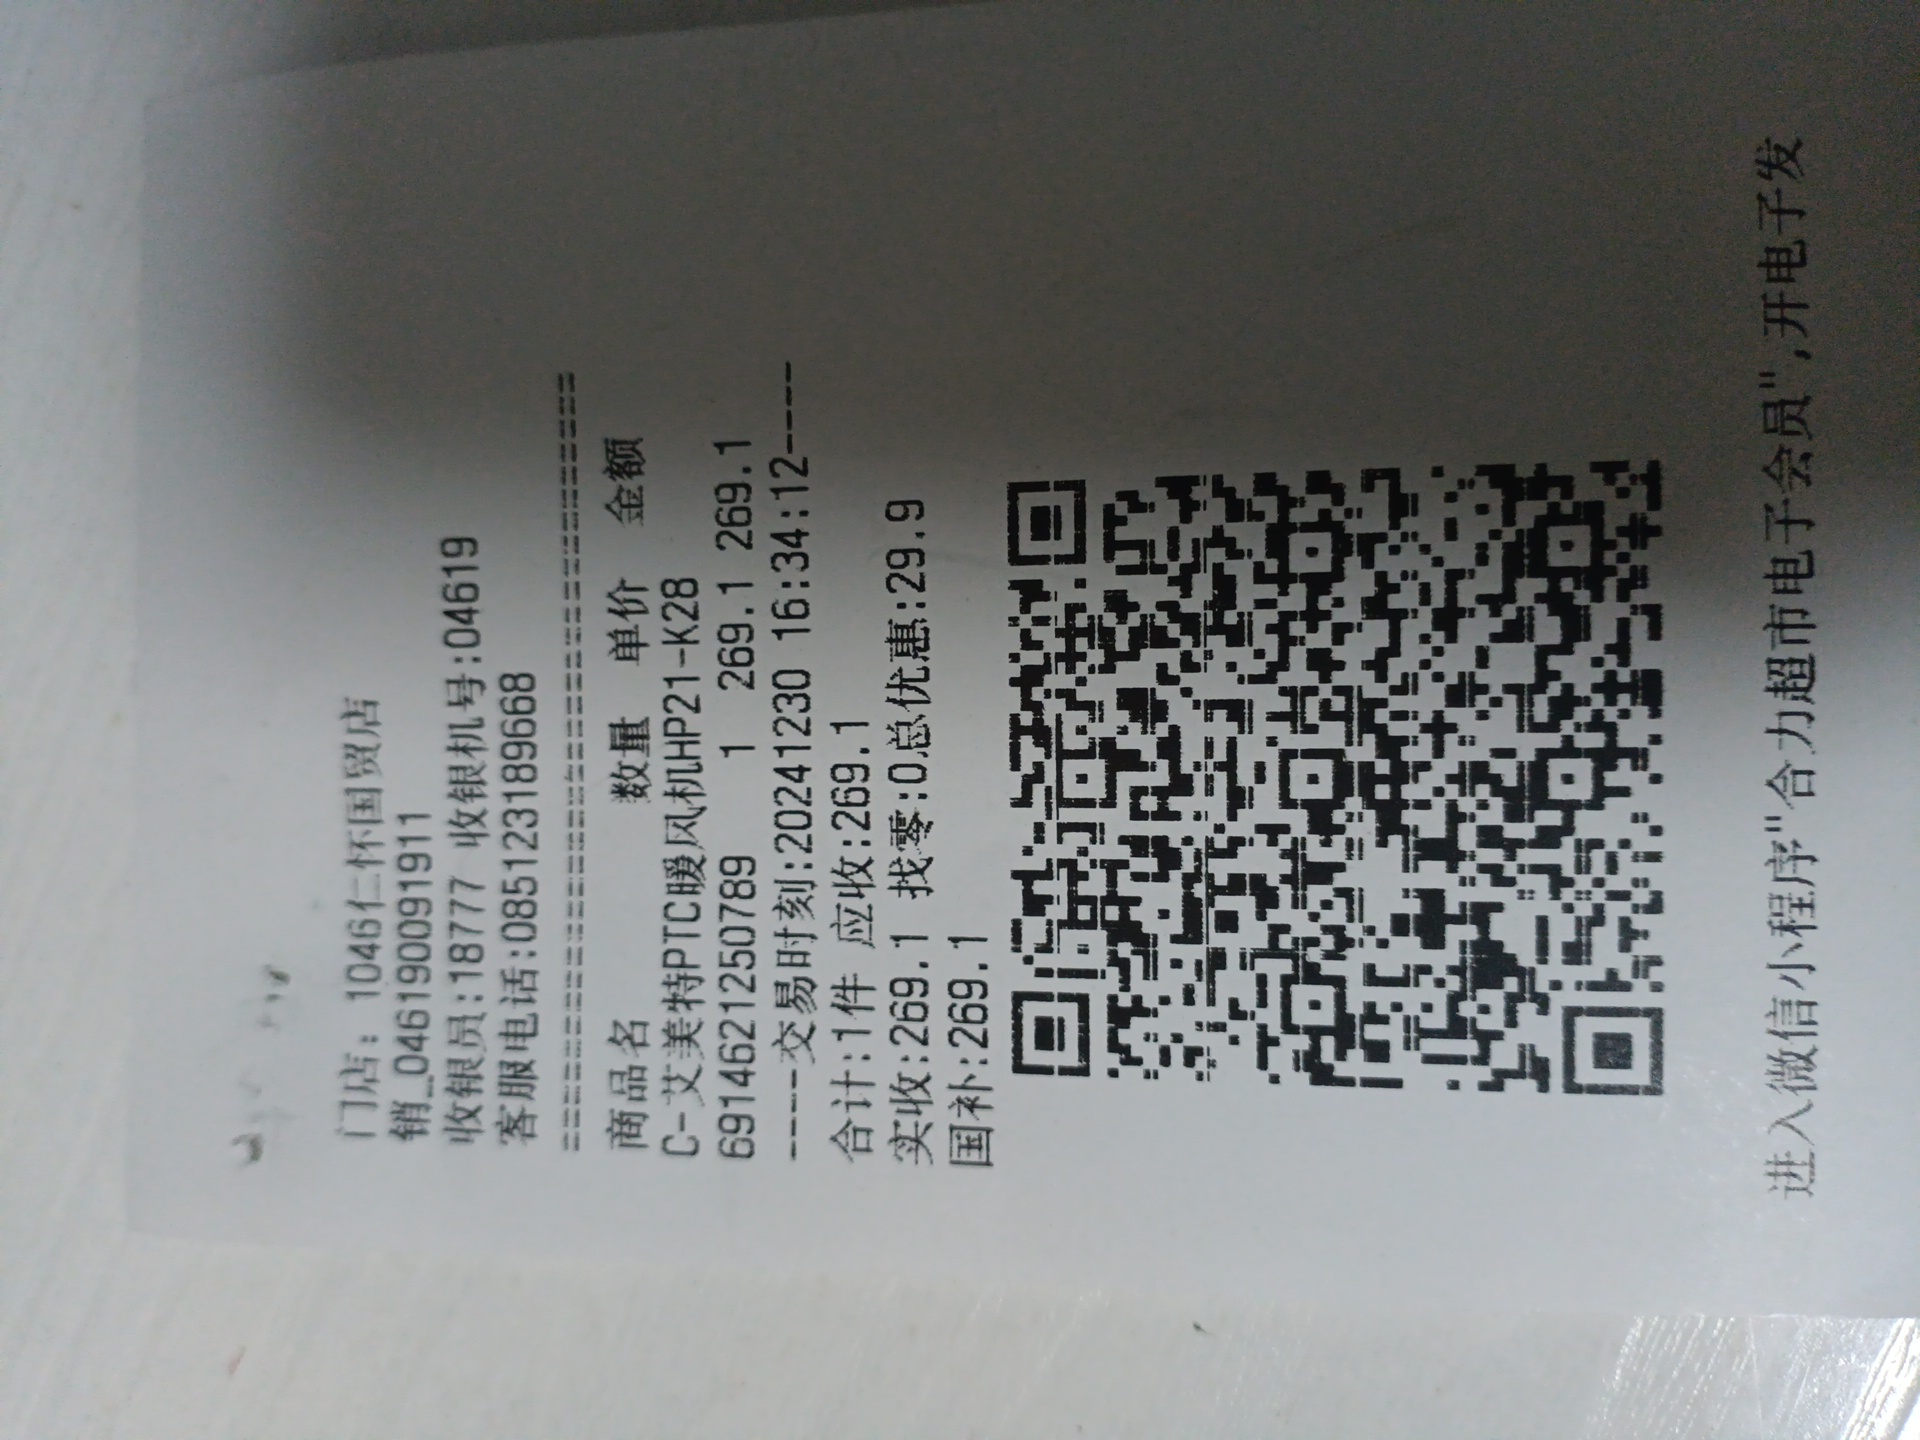 门店: 1046仁怀国贸店
销_046190091911
收银员:18777 收银机号:04619
客服电话:085123189668
================================
商品名 数量 单价 金额
C-艾美特PTC暖风机HP21-K28
6914621250789 1 269.1 269.1
----交易时刻:20241230 16:34:12----
合计:1件 应收:269.1
实收:269.1 找零:0总优惠:29.9
国补:269.1
进入微信小程序"合力超市电子会员",开电子发